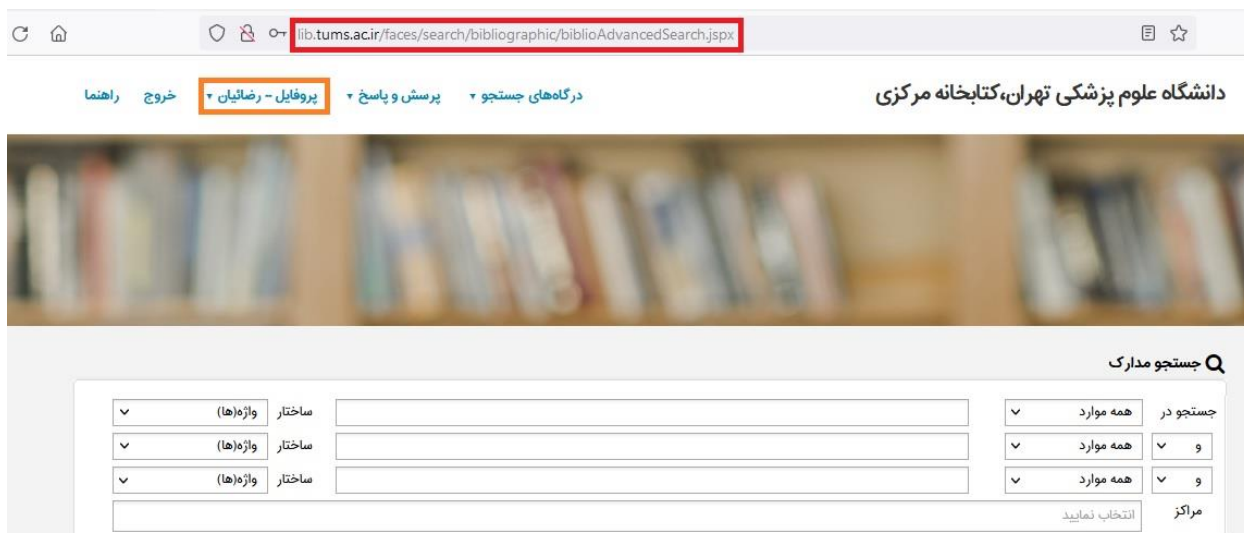 lib.tums.ac.ir/faces/search/bibliographic/biblioAdvancedSearch.jspx
دانشگاه علوم پزشکی تهران،کتابخانه مرکزی
درگاه‌های جستجو پرسش و پاسخ پروفایل - رضائیان خروج راهنما
جستجو مدارک
جستجو در همه موارد ساختار واژه(ها)
و همه موارد ساختار واژه(ها)
و همه موارد ساختار واژه(ها)
مراکز انتخاب نمایید